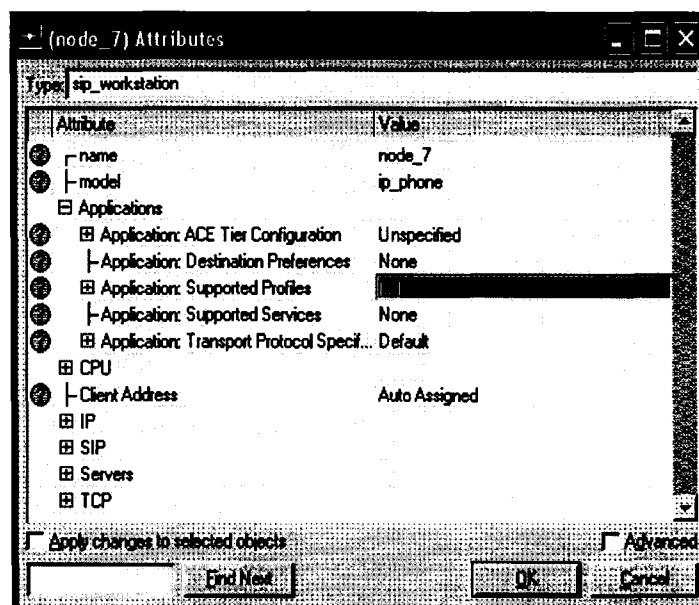 (node_7) Attributes
Type: sip_workstation
Attribute Value
name node_7
model ip_phone
Applications
Application: ACE Tier Configuration Unspecified
Application: Destination Preferences None
Application: Supported Profiles
Application: Supported Services None
Application: Transport Protocol Specif... Default
CPU
Client Address Auto Assigned
IP
SIP
Servers
TCP
Apply changes to selected objects Advanced
Find Next OK Cancel